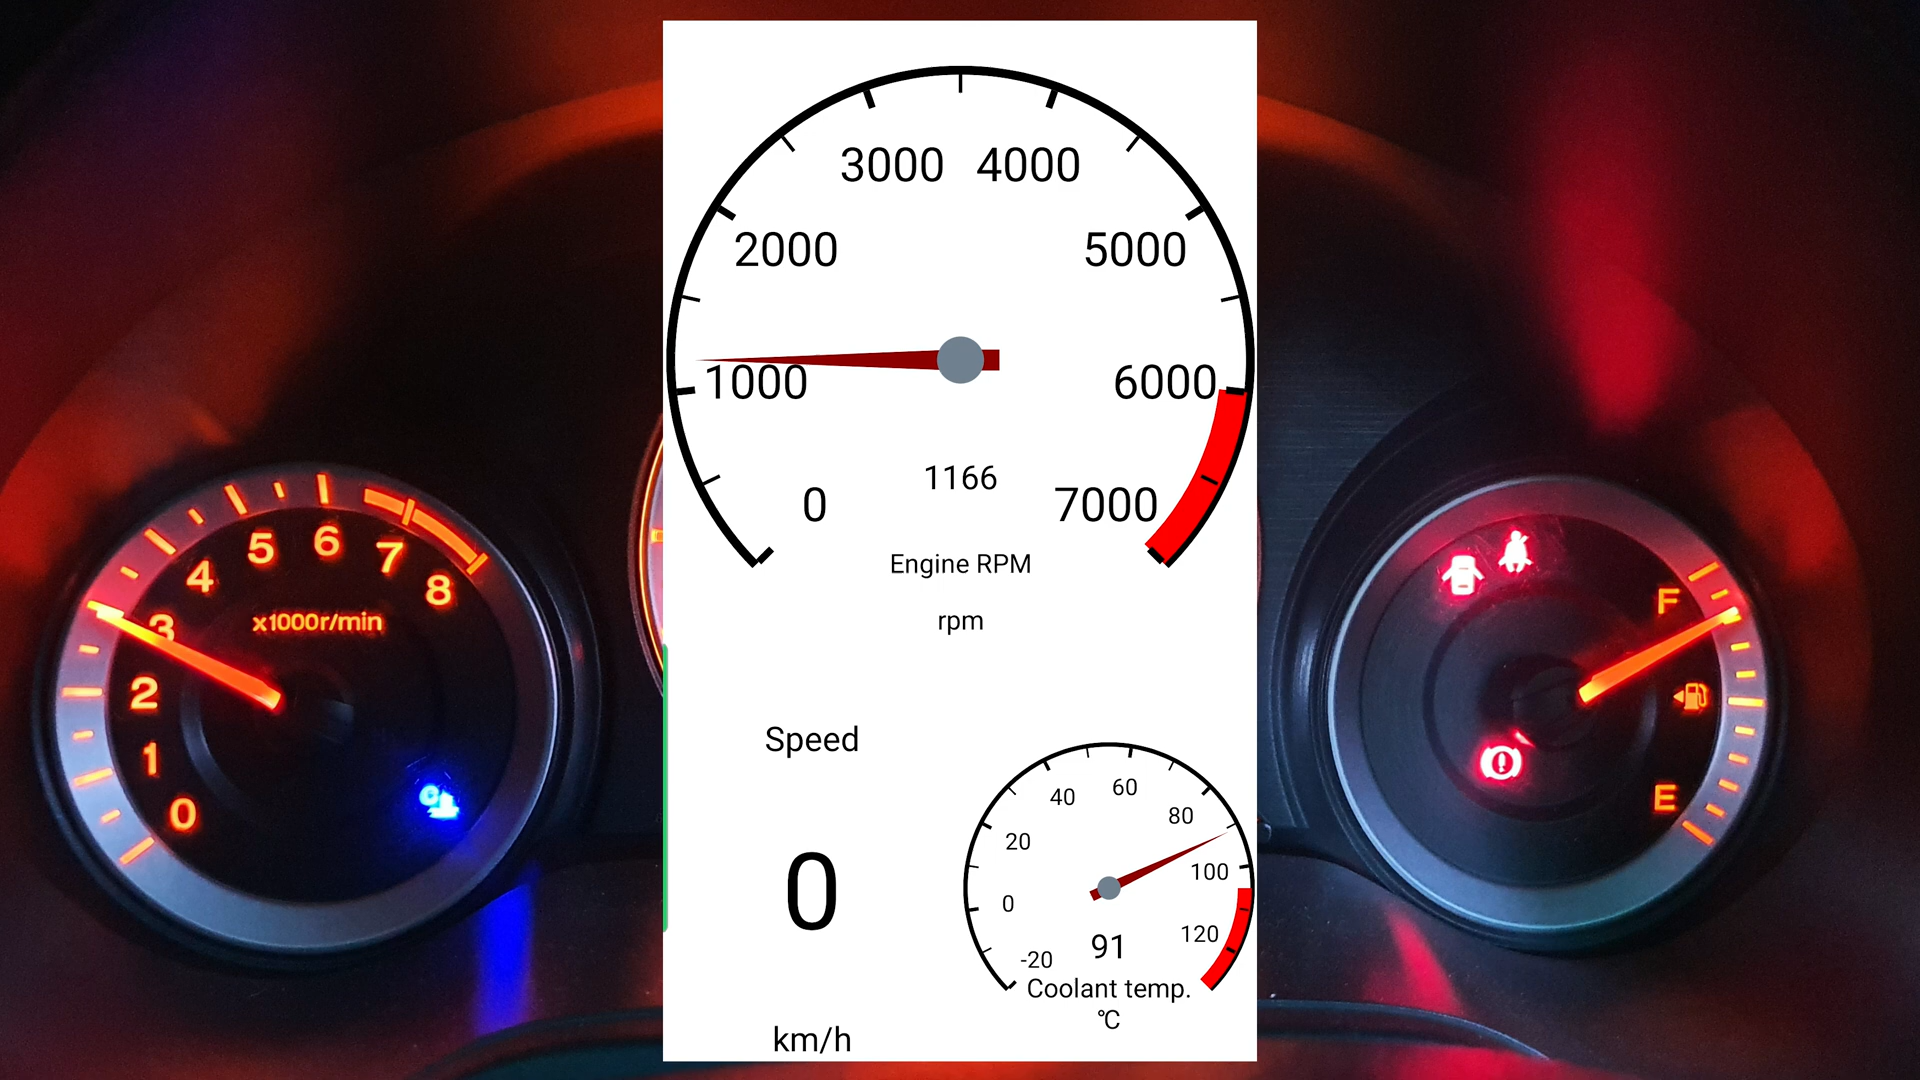 3000 4000
2000 5000
1000 6000
1166
0 7000
Engine RPM
rpm
Speed
0
km/h
40 60 80
20 100
0 120
-20 91
Coolant temp.
℃
0 1 2 3 4 5 6 7 8
x1000r/min
F
E